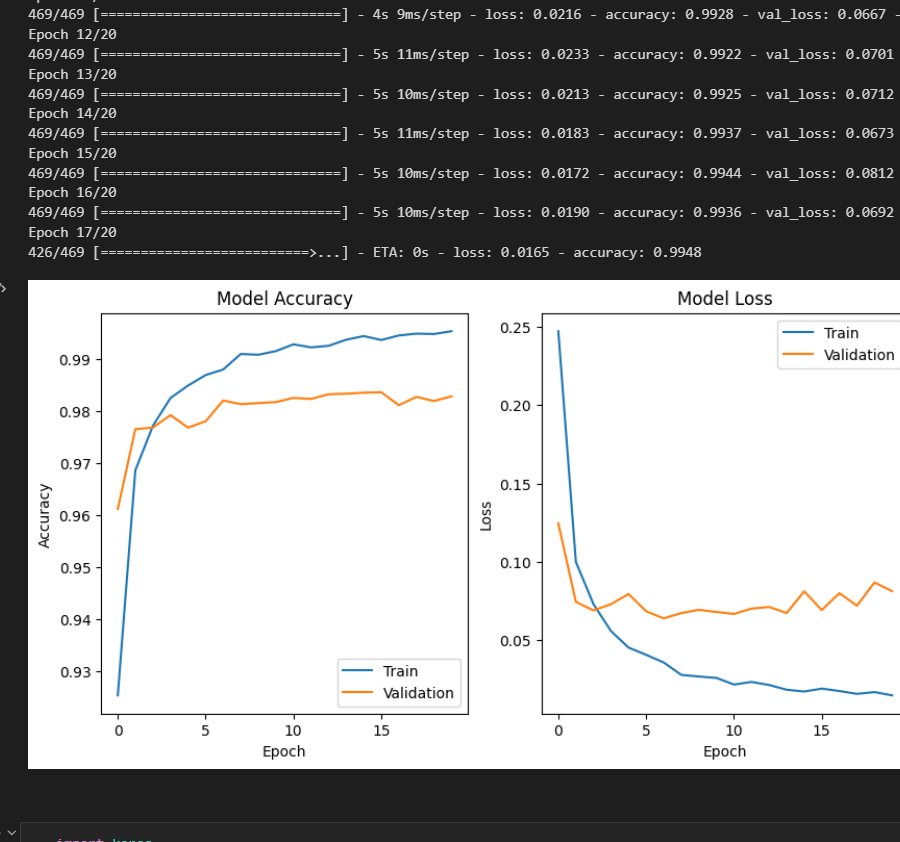 469/469 [==============================] - 4s 9ms/step - loss: 0.0216 - accuracy: 0.9928 - val_loss: 0.0667 -
Epoch 12/20
469/469 [==============================] - 5s 11ms/step - loss: 0.0233 - accuracy: 0.9922 - val_loss: 0.0701
Epoch 13/20
469/469 [==============================] - 5s 10ms/step - loss: 0.0213 - accuracy: 0.9925 - val_loss: 0.0712
Epoch 14/20
469/469 [==============================] - 5s 11ms/step - loss: 0.0183 - accuracy: 0.9937 - val_loss: 0.0673
Epoch 15/20
469/469 [==============================] - 5s 10ms/step - loss: 0.0172 - accuracy: 0.9944 - val_loss: 0.0812
Epoch 16/20
469/469 [==============================] - 5s 10ms/step - loss: 0.0190 - accuracy: 0.9936 - val_loss: 0.0692
Epoch 17/20
426/469 [==========================>...] - ETA: 0s - loss: 0.0165 - accuracy: 0.9948
Model Accuracy
0.99
0.98
0.97
0.96
0.95
0.94
0.93
Accuracy
Train
Validation
0
5
10
15
Epoch
Model Loss
Train
Validation
0.25
0.20
0.15
0.10
0.05
Loss
0
5
10
15
Epoch